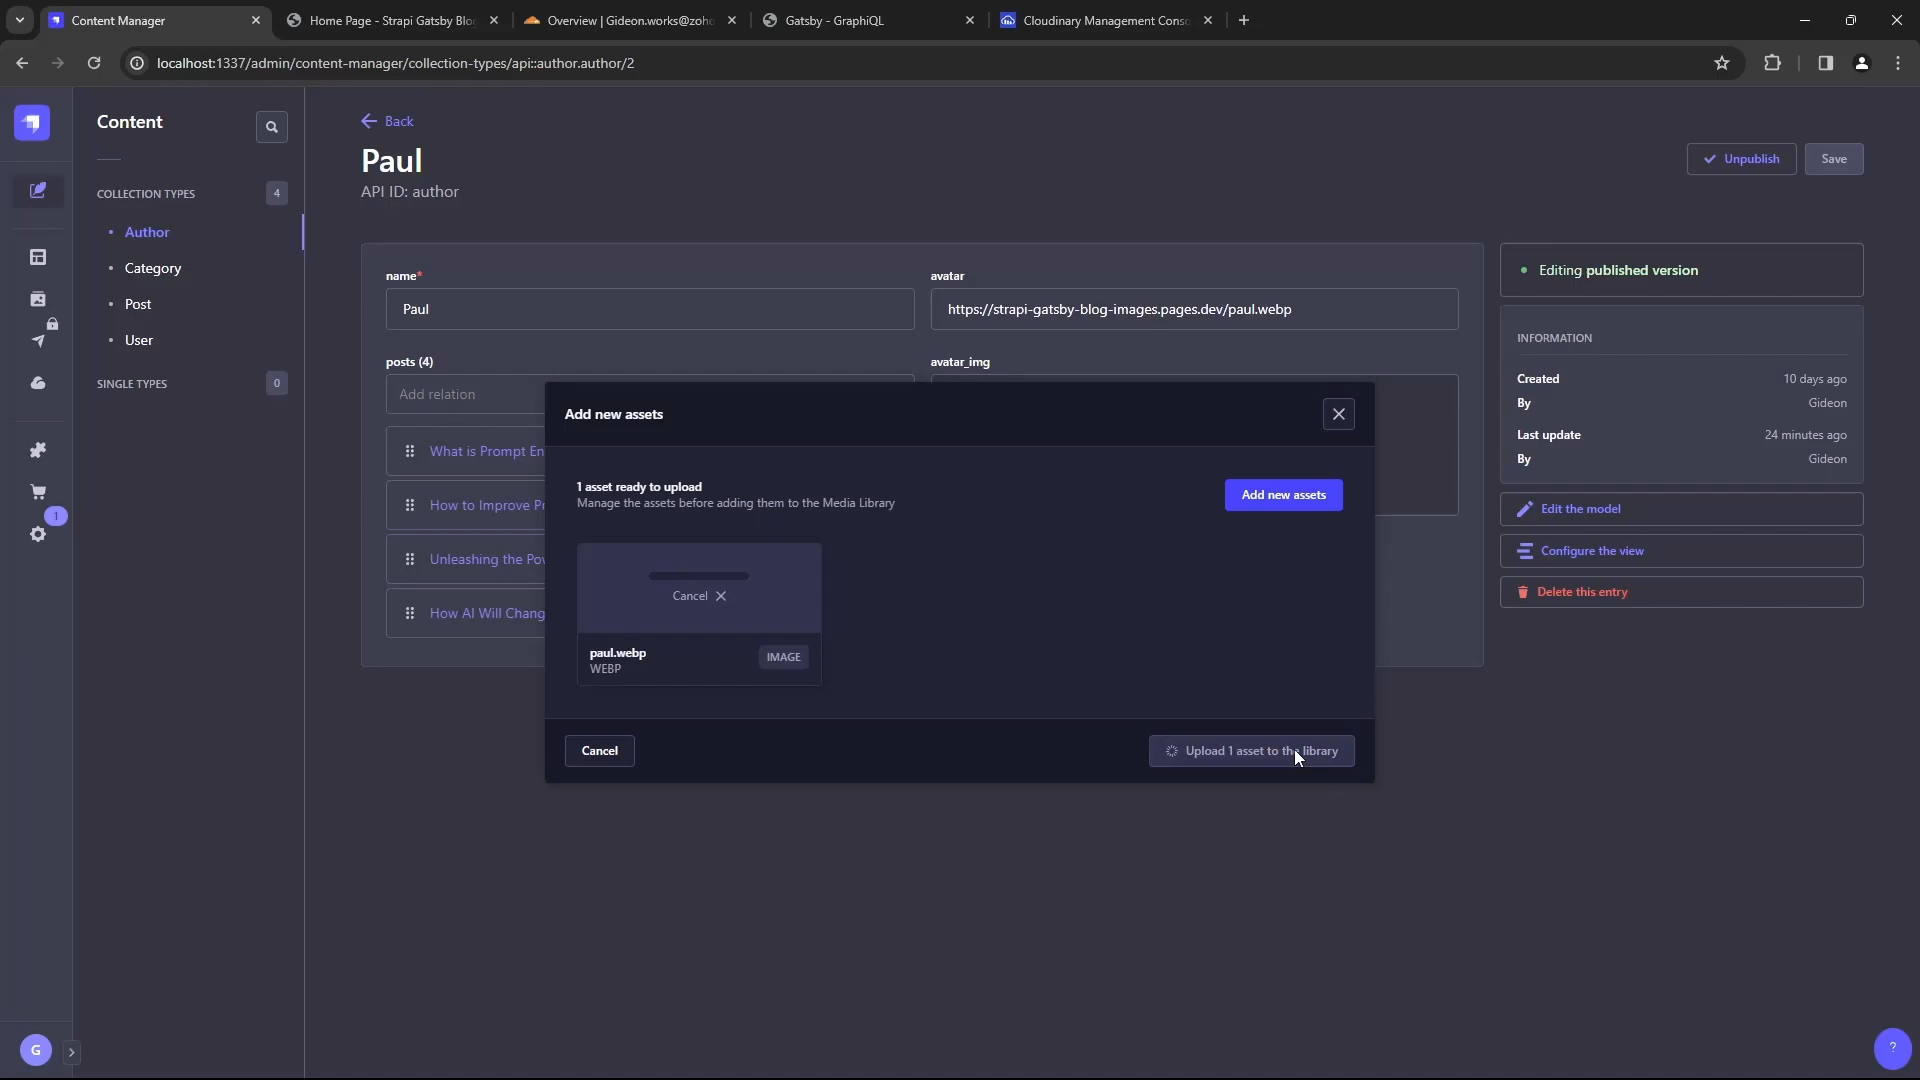 Content Manager
Home Page - Strapi Gatsby Blo
Overview | Gideon.works@zoho
Gatsby - GraphiQL
Cloudinary Management Conso
localhost:1337/admin/content-manager/collection-types/api::author.author/2
Content
COLLECTION TYPES
4
Author
Category
Post
User
SINGLE TYPES
0
1
G
Back
Paul
API ID: author
Unpublish
Save
name*
Paul
avatar
https://strapi-gatsby-blog-images.pages.dev/paul.webp
posts (4)
Add relation
avatar_img
What is Prompt En
How to Improve Pr
Unleashing the Pow
How AI Will Chang
Add new assets
1 asset ready to upload
Manage the assets before adding them to the Media Library
Add new assets
Cancel
paul.webp
WEBP
IMAGE
Cancel
Upload 1 asset to the library
Editing published version
INFORMATION
Created
10 days ago
By
Gideon
Last update
24 minutes ago
By
Gideon
Edit the model
Configure the view
Delete this entry
?